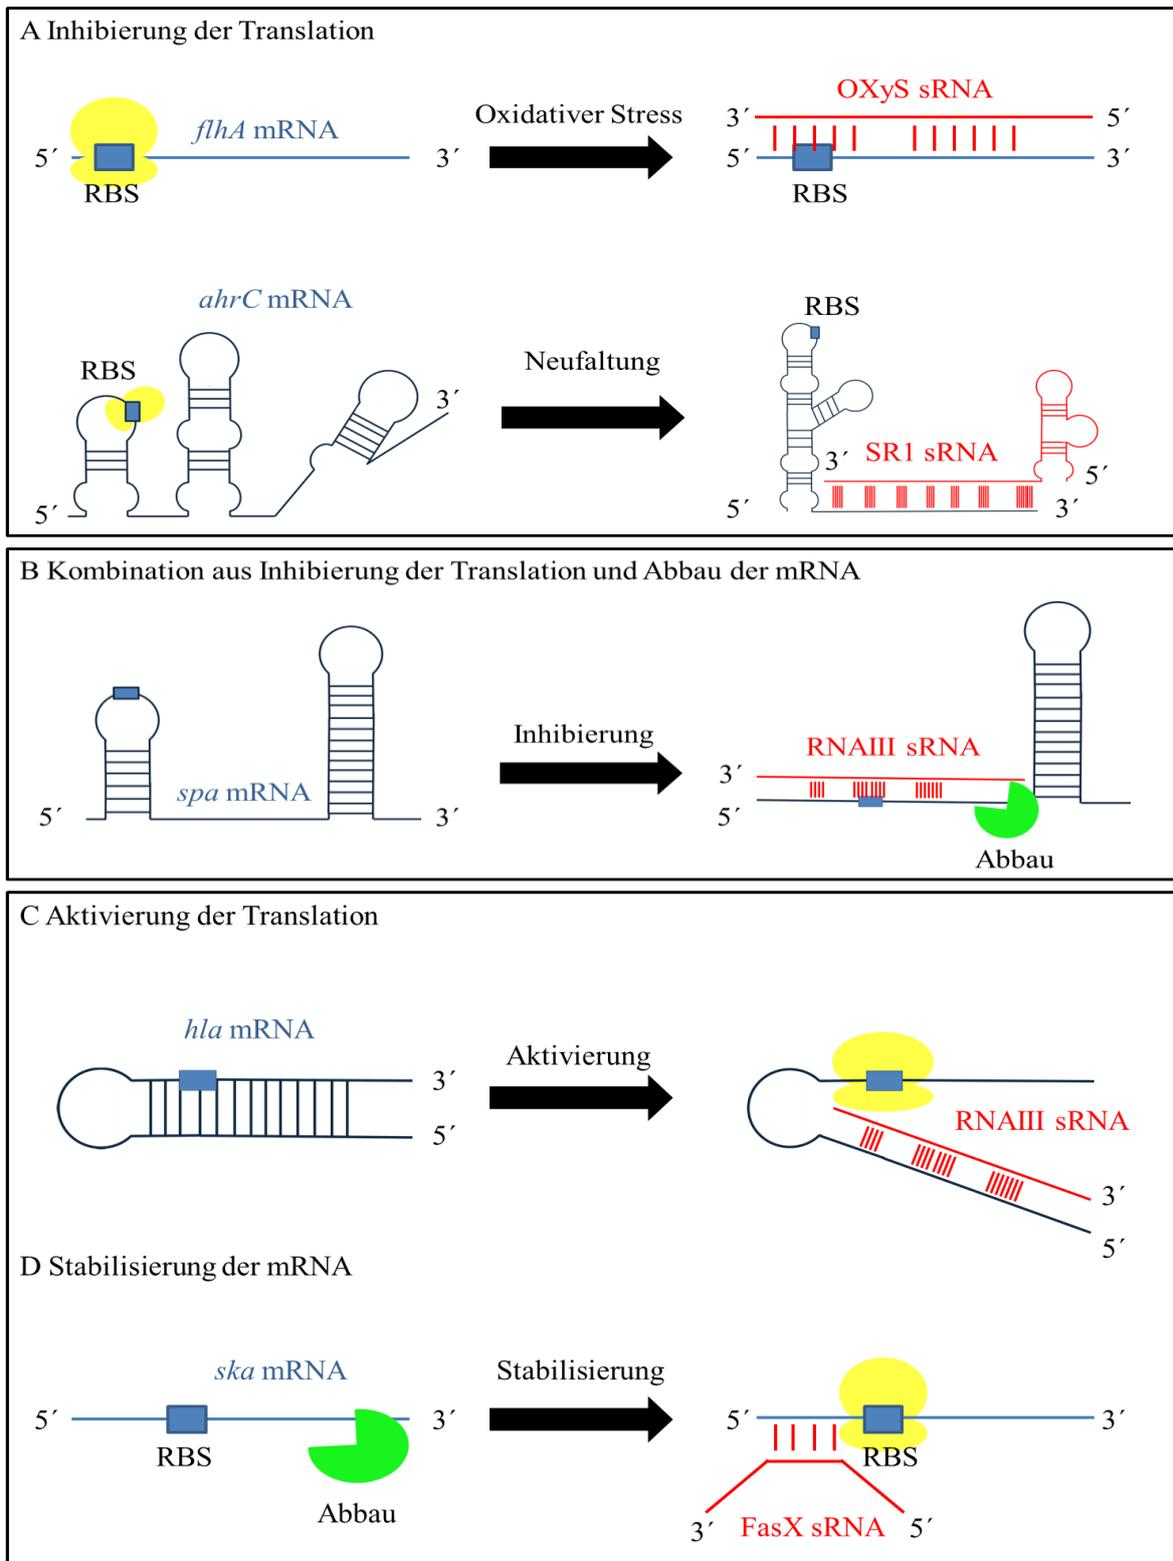 A Inhibierung der Translation
flhA mRNA
5´
3´
RBS
Oxidativer Stress
OXyS sRNA
3´
5´
5´
3´
RBS
ahrC mRNA
RBS
3´
5´
Neufaltung
RBS
3´
SR1 sRNA
5´
5´
3´
B Kombination aus Inhibierung der Translation und Abbau der mRNA
spa mRNA
5´
3´
Inhibierung
RNAIII sRNA
3´
5´
Abbau
C Aktivierung der Translation
hla mRNA
3´
5´
Aktivierung
RNAIII sRNA
3´
5´
D Stabilisierung der mRNA
ska mRNA
5´
3´
RBS
Abbau
Stabilisierung
5´
3´
RBS
3´
FasX sRNA
5´